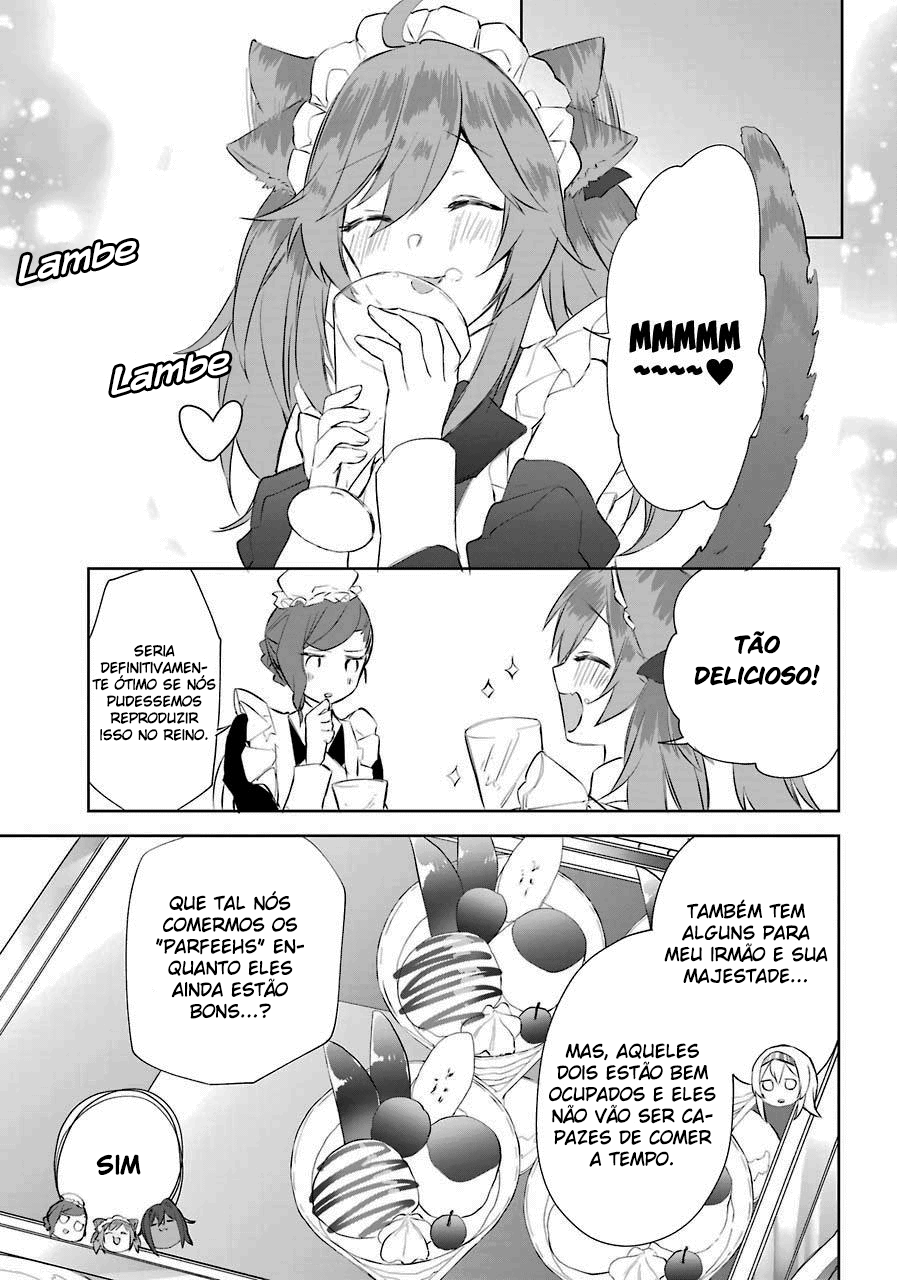 MMMMM
~~~~♥
Lambe
Lambe
TÃO
DELICIOSO!
SERIA
DEFINITIVAMEN-
TE ÓTIMO SE NÓS
PUDESSEMOS
REPRODUZIR
ISSO NO REINO.
TAMBÉM TEM
ALGUNS PARA
MEU IRMÃO E SUA
MAJESTADE...
MAS, AQUELES
DOIS ESTÃO BEM
OCUPADOS E ELES
NÃO VÃO SER CA-
PAZES DE COMER
A TEMPO.
QUE TAL NÓS
COMERMOS OS
"PARFEEHS" EN-
QUANTO ELES
AINDA ESTÃO
BONS...?
SIM